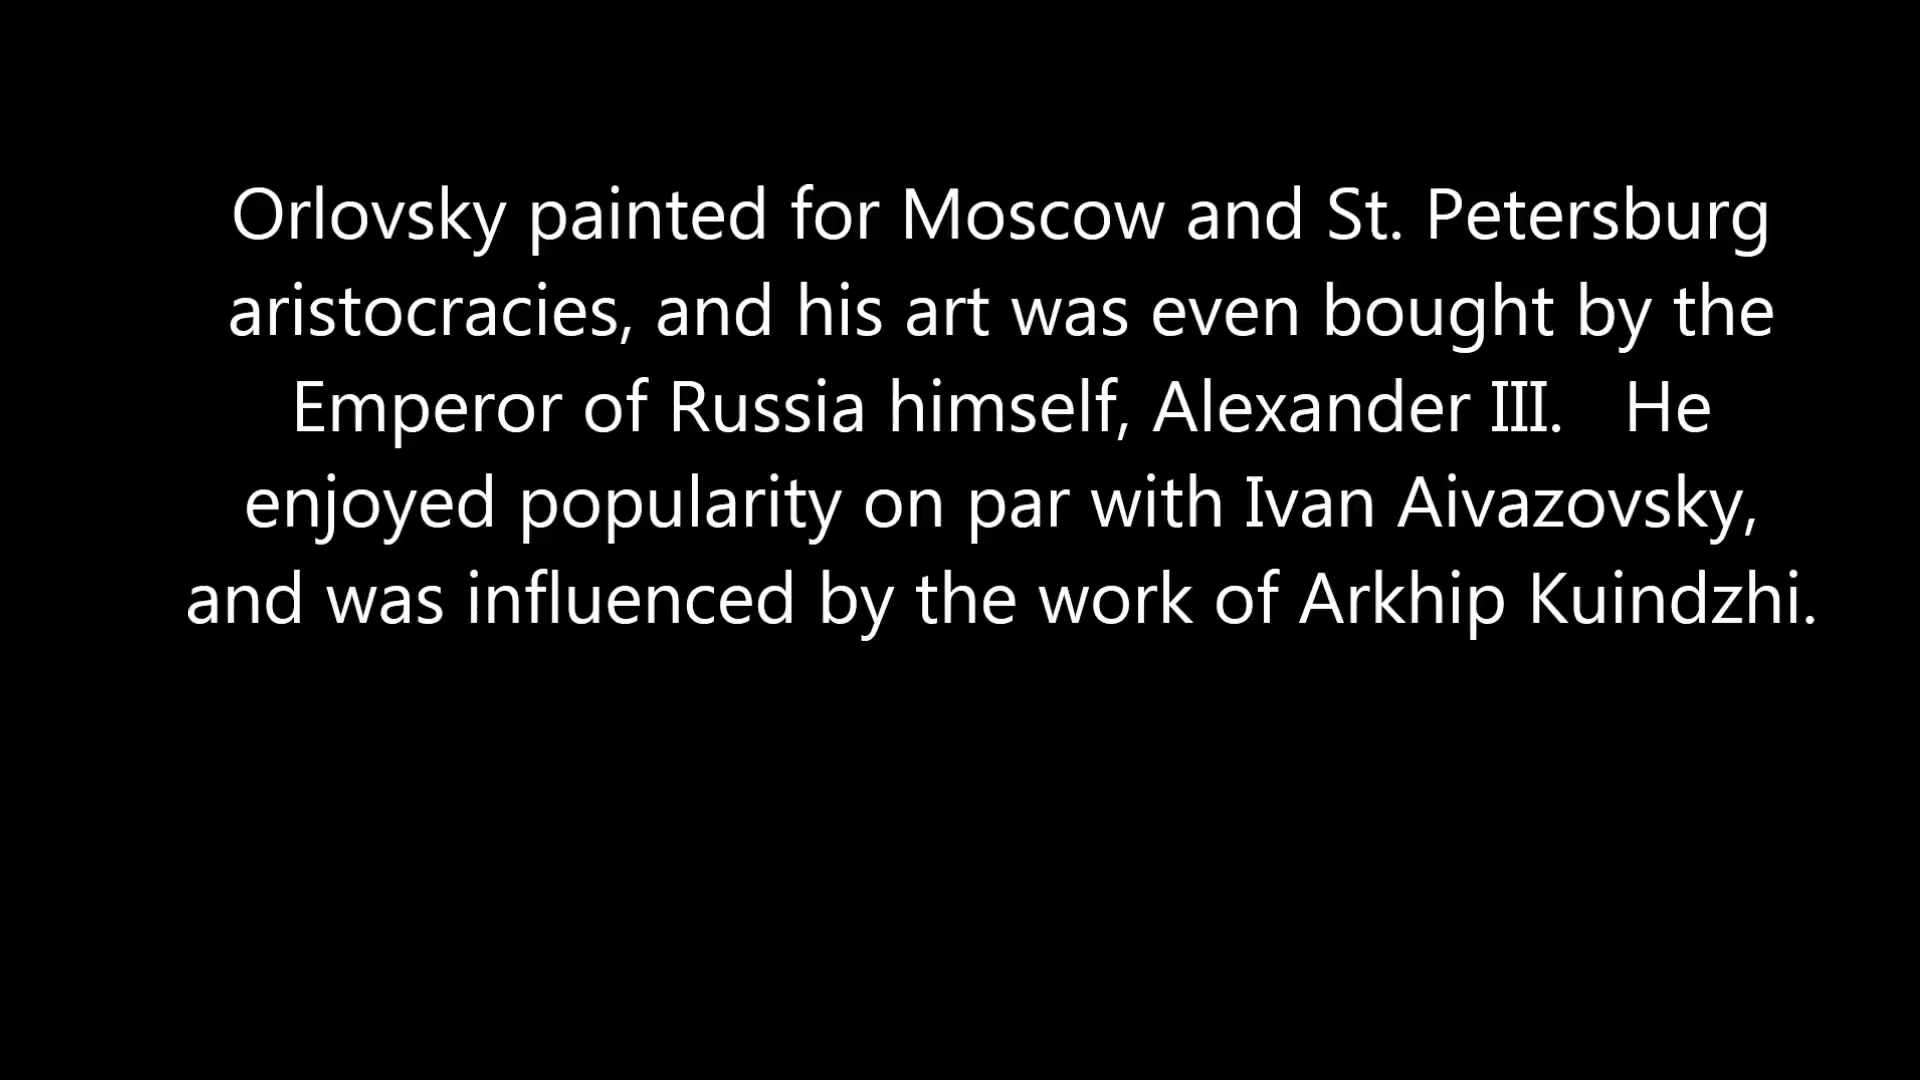 Orlovsky painted for Moscow and St. Petersburg
aristocracies, and his art was even bought by the
Emperor of Russia himself, Alexander III. He
enjoyed popularity on par with Ivan Aivazovsky,
and was influenced by the work of Arkhip Kuindzhi.